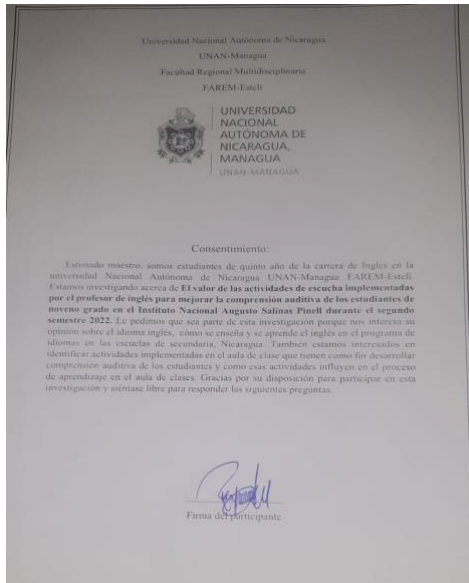 Universidad Nacional Autónoma de Nicaragua
UNAN-Managua
Facultad Regional Multidisciplinaria
FAREM-Estelí
UNIVERSIDAD
NACIONAL
AUTÓNOMA DE
NICARAGUA,
MANAGUA
UNAN-MANAGUA
Consentimiento:
Estimado maestro, somos estudiantes de quinto año de la carrera de Ingles en la
universidad Nacional Autónoma de Nicaragua UNAN-Managua FAREM-Estelí.
Estamos investigando acerca de El valor de las actividades de escucha implementadas
por el profesor de inglés para mejorar la comprensión auditiva de los estudiantes de
noveno grado en el Instituto Nacional Augusto Salinas Pinell durante el segundo
semestre 2022. Le pedimos que sea parte de esta investigación porque nos interesa su
opinión sobre el idioma inglés, cómo se enseña y se aprende el inglés en el programa de
idiomas en las escuelas de secundaria, Nicaragua. También estamos interesados en
identificar actividades implementadas en el aula de clase que tienen como fin desarrollar
comprensión auditiva de los estudiantes y como esas actividades influyen en el proceso
de aprendizaje en el aula de clases. Gracias por su disposición para participar en esta
investigación y siéntase libre para responder las siguientes preguntas.
Firma del participante